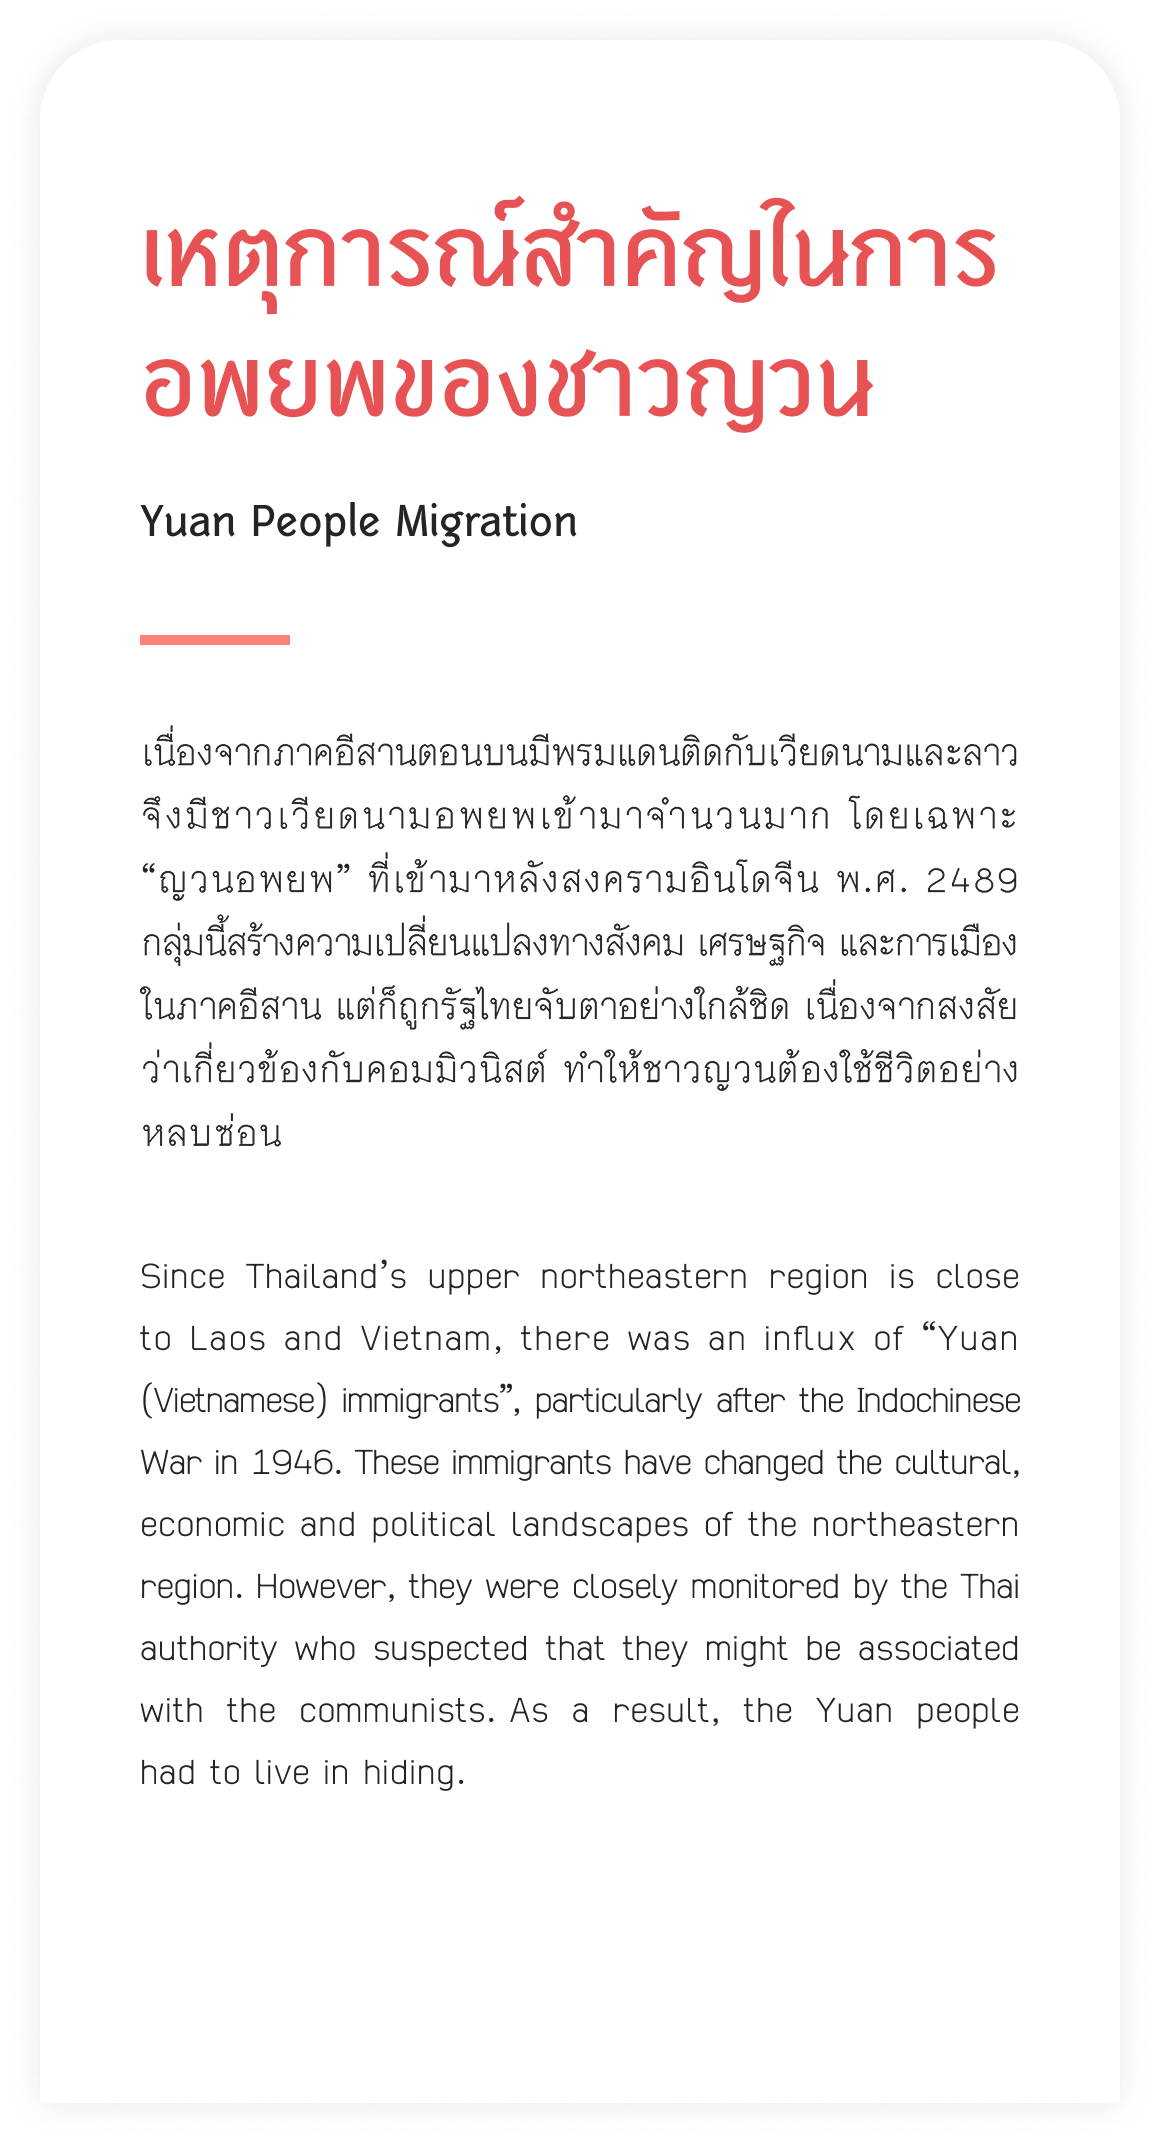 เหตุการณ์สำคัญในการ
อพยพของชาวญวน
Yuan People Migration
เนื่องจากภาคอีสานตอนบนมีพรมแดนติดกับเวียดนามและลาว
จึงมีชาวเวียดนามอพยพเข้ามาจำนวนมาก โดยเฉพาะ
“ญวนอพยพ” ที่เข้ามาหลังสงครามอินโดจีน พ.ศ. 2489
กลุ่มนี้สร้างความเปลี่ยนแปลงทางสังคม เศรษฐกิจ และการเมือง
ในภาคอีสาน แต่ก็ถูกรัฐไทยจับตาอย่างใกล้ชิด เนื่องจากสงสัย
ว่าเกี่ยวข้องกับคอมมิวนิสต์ ทำให้ชาวญวนต้องใช้ชีวิตอย่าง
หลบซ่อน
Since Thailand’s upper northeastern region is close
to Laos and Vietnam, there was an influx of “Yuan
(Vietnamese) immigrants”, particularly after the Indochinese
War in 1946. These immigrants have changed the cultural,
economic and political landscapes of the northeastern
region. However, they were closely monitored by the Thai
authority who suspected that they might be associated
with the communists. As a result, the Yuan people
had to live in hiding.